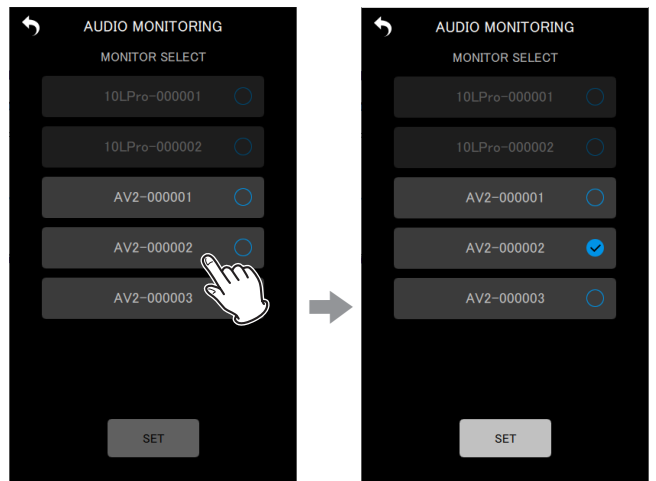 AUDIO MONITORING
MONITOR SELECT
10LPro-000001
10LPro-000002
AV2-000001
AV2-000002
AV2-000003
SET
AUDIO MONITORING
MONITOR SELECT
10LPro-000001
10LPro-000002
AV2-000001
AV2-000002
AV2-000003
SET